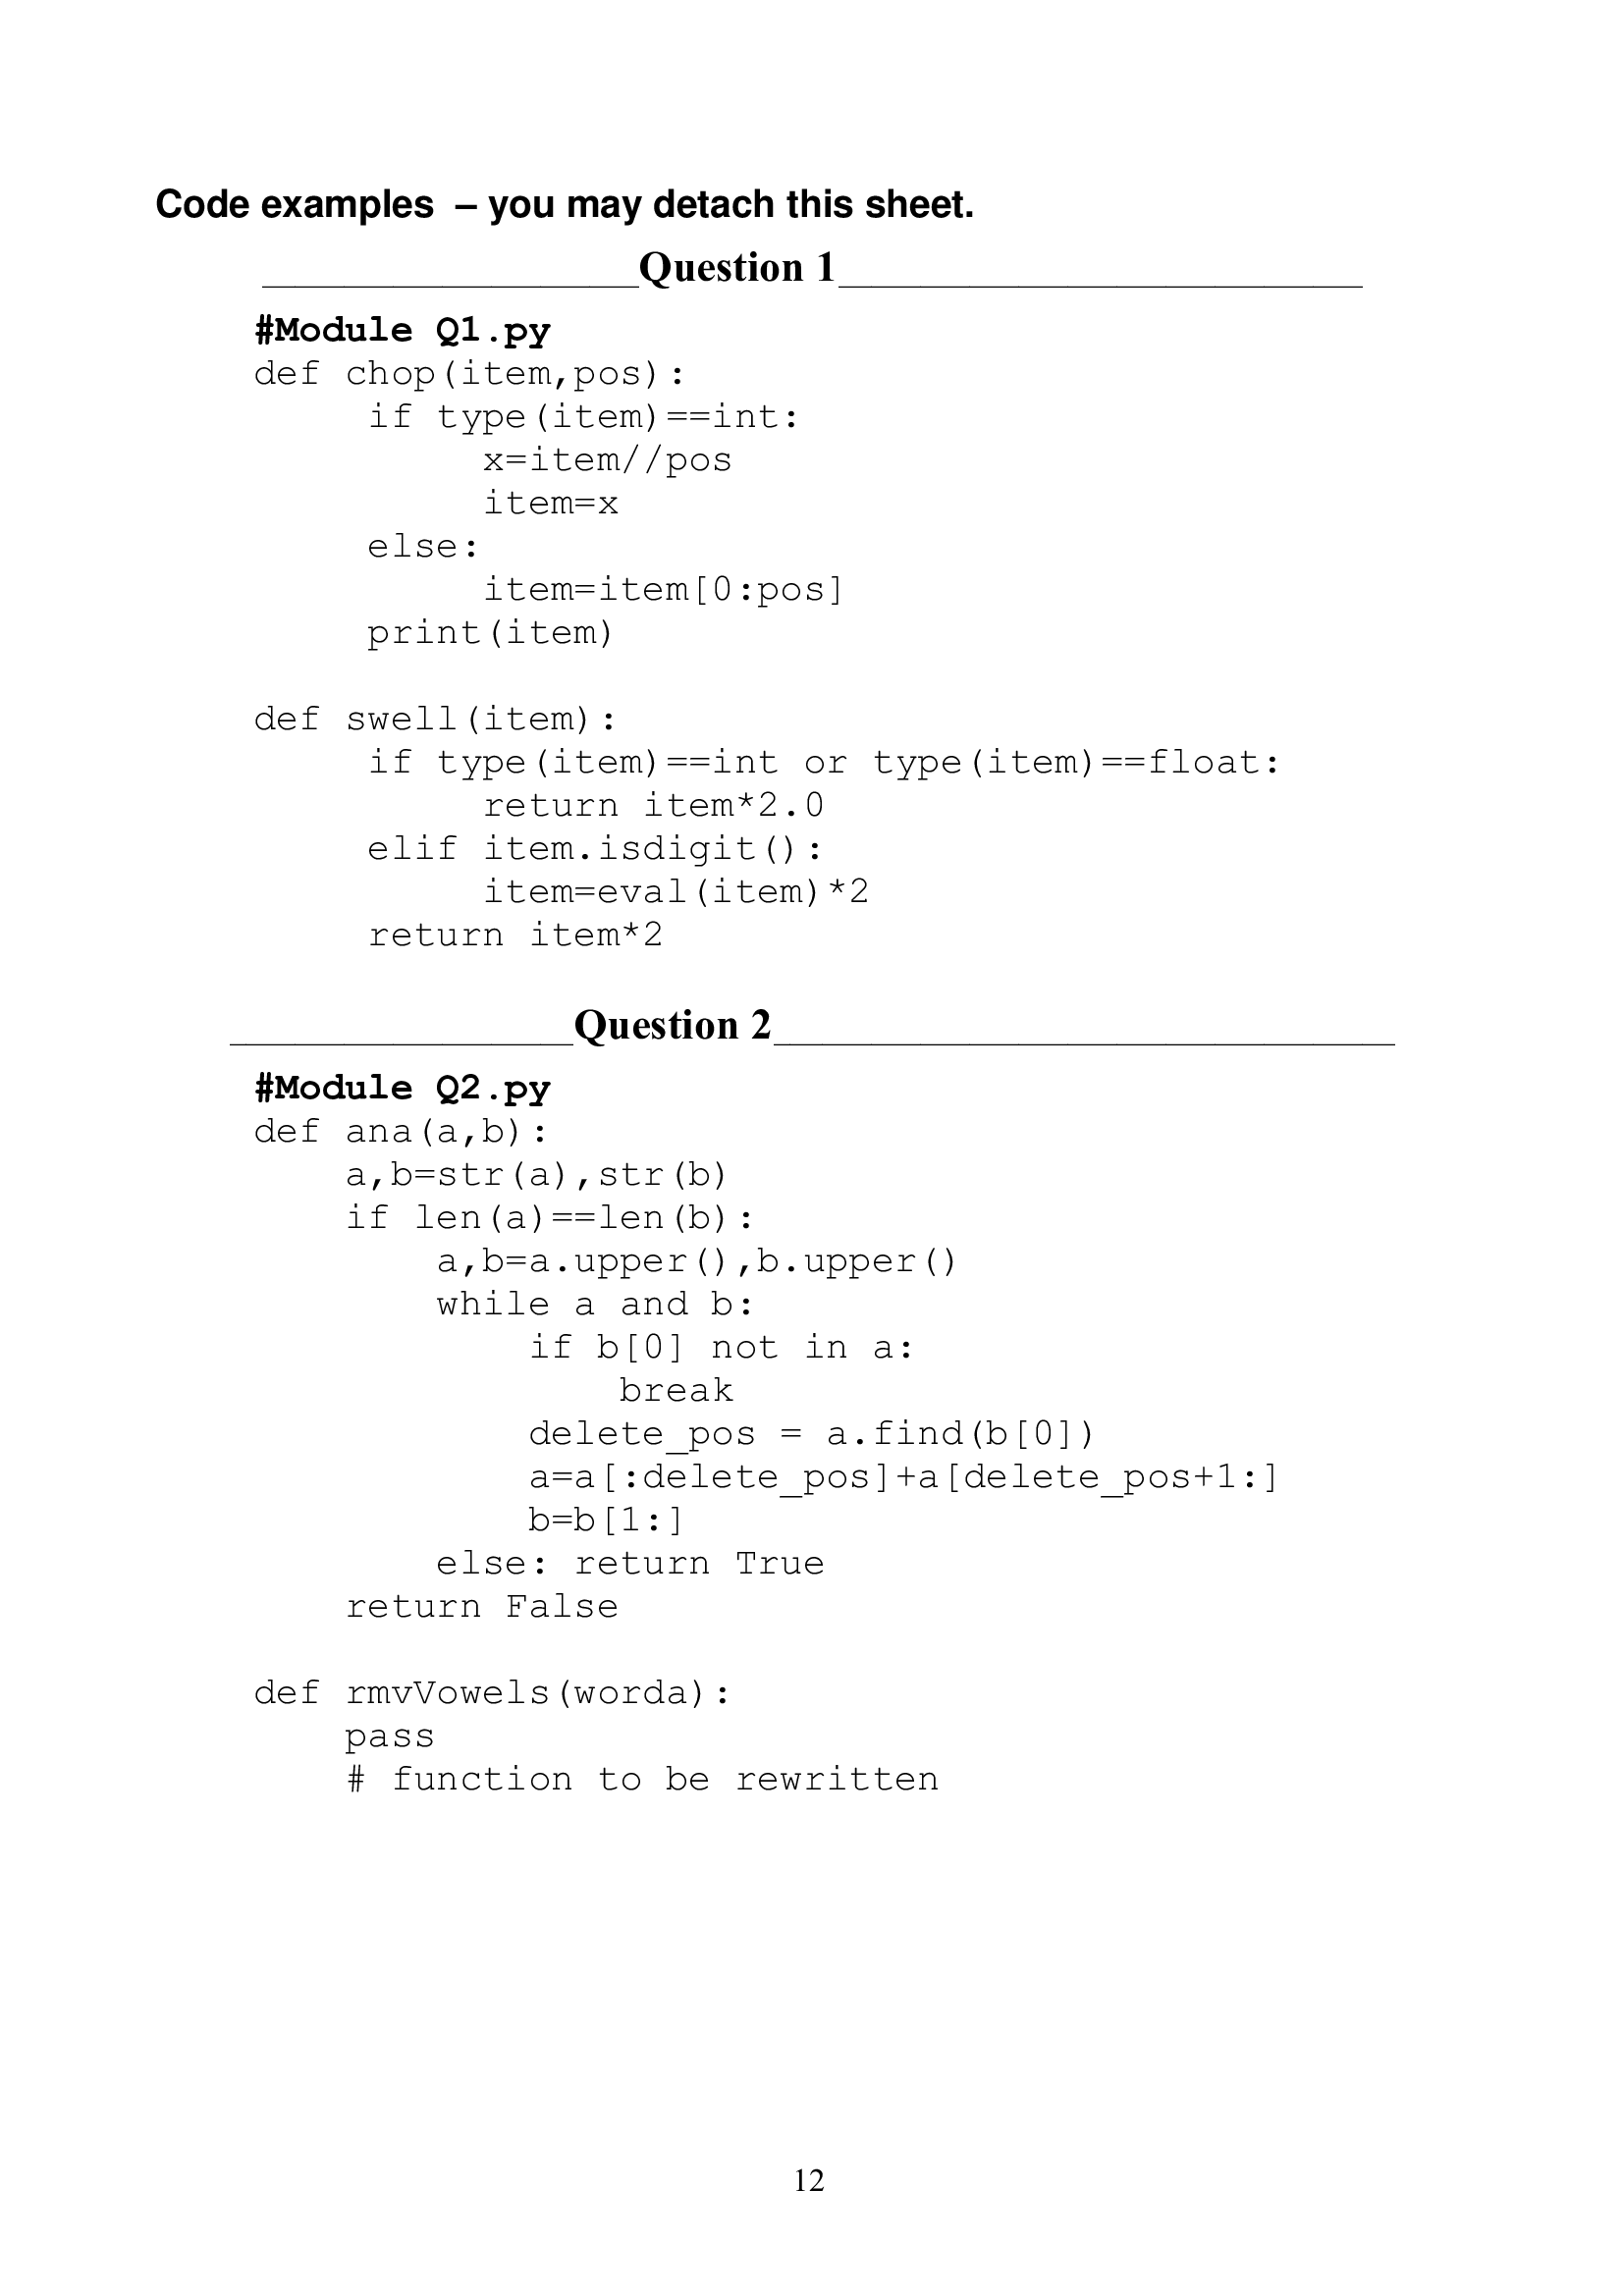 Code examples – you may detach this sheet.
Question 1
#Module Q1.py
def chop(item,pos):
     if type(item)==int:
          x=item//pos
          item=x
     else:
          item=item[0:pos]
     print(item)
def swell(item):
     if type(item)==int or type(item)==float:
          return item*2.0
     elif item.isdigit():
          item=eval(item)*2
     return item*2
Question 2
#Module Q2.py
def ana(a,b):
    a,b=str(a),str(b)
    if len(a)==len(b):
        a,b=a.upper(),b.upper()
        while a and b:
            if b[0] not in a:
                break
            delete_pos = a.find(b[0])
            a=a[:delete_pos]+a[delete_pos+1:]
            b=b[1:]
        else: return True
    return False
def rmvVowels(worda):
    pass
    # function to be rewritten
12